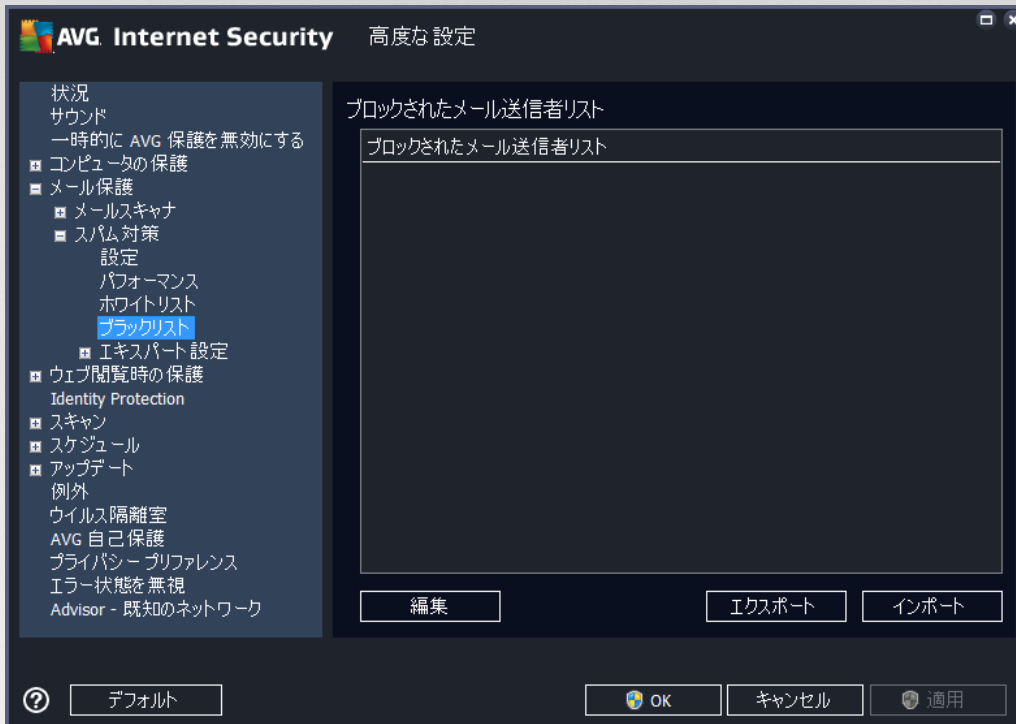 AVG Internet Security 高度な設定
状況
サウンド
一時的に AVG 保護を無効にする
コンピュータの保護
メール保護
メールスキャナ
スパム対策
設定
パフォーマンス
ホワイトリスト
ブラックリスト
エキスパート設定
ウェブ閲覧時の保護
Identity Protection
スキャン
スケジュール
アップデート
例外
ウイルス隔離室
AVG 自己保護
プライバシー プリファレンス
エラー状態を無視
Advisor - 既知のネットワーク
ブロックされたメール送信者リスト
ブロックされたメール送信者リスト
編集 エクスポート インポート
デフォルト OK キャンセル 適用